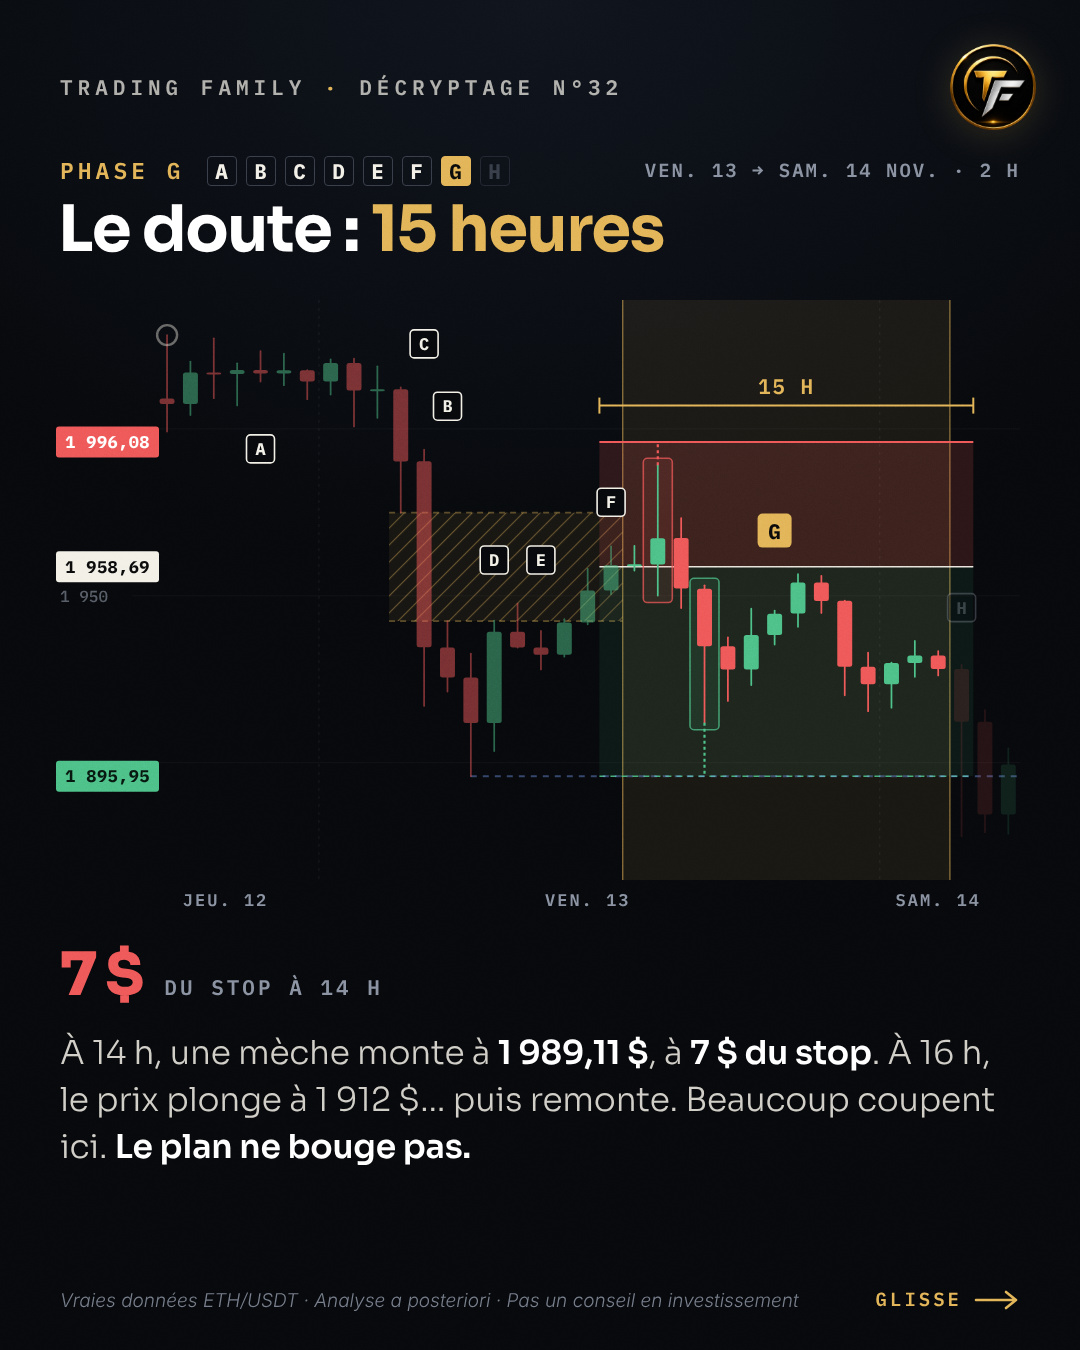 TRADING FAMILY · DÉCRYPTAGE N°32
TF
PHASE G A B C D E F G H
VEN. 13 → SAM. 14 NOV. · 2 H
Le doute : 15 heures
C
15 H
B
1 996,08
A
F
G
D E
1 958,69
1 950
H
1 895,95
JEU. 12
VEN. 13
SAM. 14
7 $ DU STOP À 14 H
À 14 h, une mèche monte à 1 989,11 $, à 7 $ du stop. À 16 h,
le prix plonge à 1 912 $… puis remonte. Beaucoup coupent
ici. Le plan ne bouge pas.
Vraies données ETH/USDT · Analyse a posteriori · Pas un conseil en investissement
GLISSE →